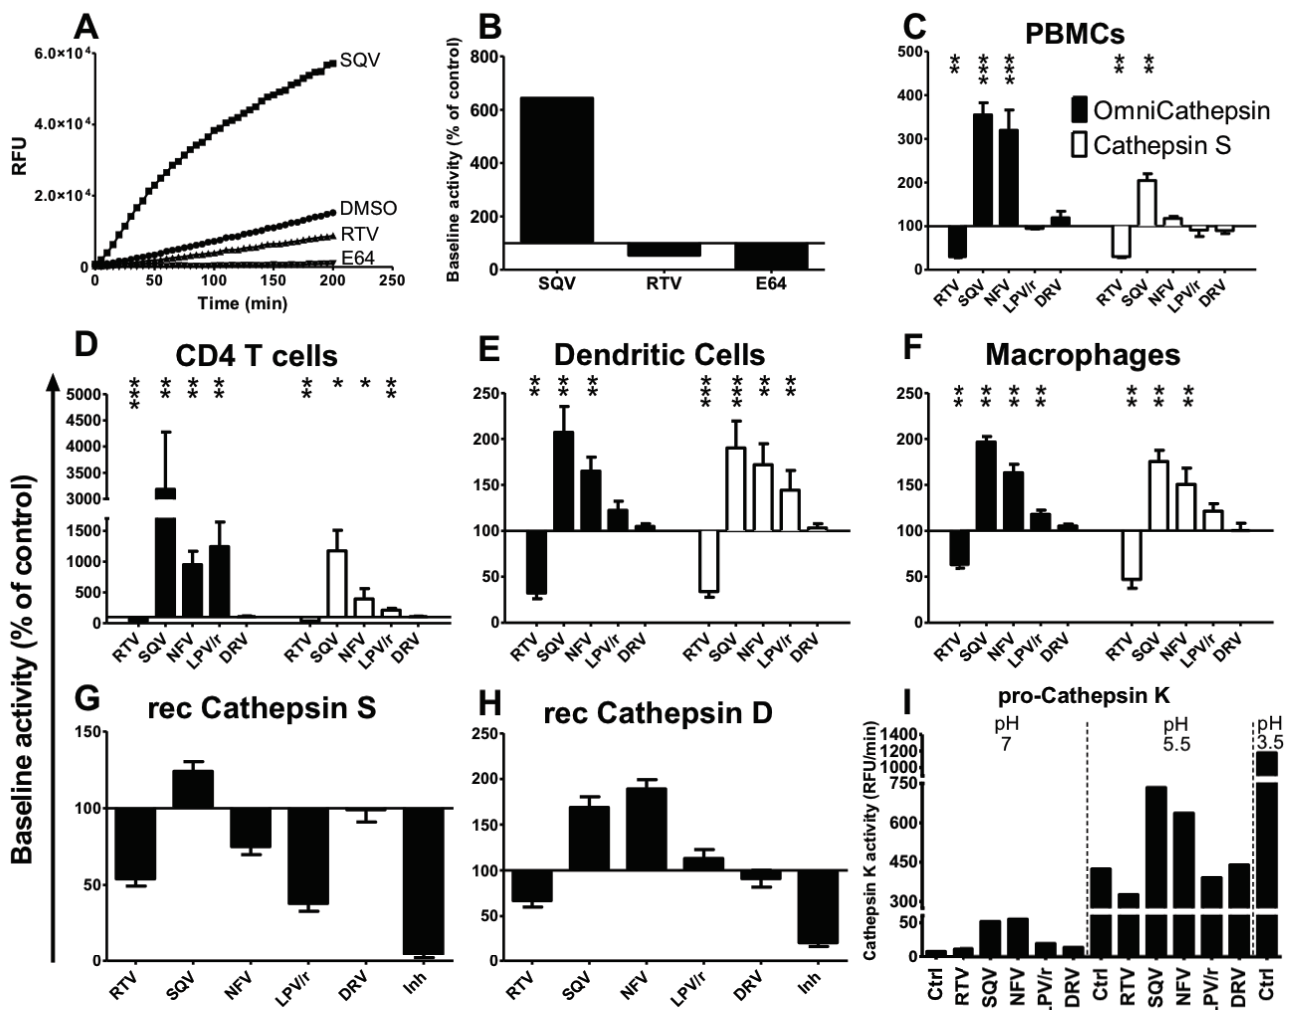 A
6.0×10⁴
4.0×10⁴
2.0×10⁴
0
RFU
SQV
DMSO
RTV
E64
0 50 100 150 200 250
Time (min)
B
Baseline activity (% of control)
800
600
400
200
0
SQV RTV E64
C
PBMCs
500
400
300
200
100
0
** *** *** ** **
OmniCathepsin
Cathepsin S
RTV SQV NFV LPV/r DRV RTV SQV NFV LPV/r DRV
Baseline activity (% of control)
D
CD4 T cells
5000
4500
4000
3500
3000
1500
1000
500
0
*** ** ** ** ** * * **
RTV SQV NFV LPV/r DRV RTV SQV NFV LPV/r DRV
E
Dendritic Cells
250
200
150
100
50
0
** ** ** *** *** ** **
RTV SQV NFV LPV/r DRV RTV SQV NFV LPV/r DRV
F
Macrophages
250
200
150
100
50
0
** ** ** ** ** ** **
RTV SQV NFV LPV/r DRV RTV SQV NFV LPV/r DRV
G
rec Cathepsin S
150
100
50
0
RTV SQV NFV LPV/r DRV Inh
H
rec Cathepsin D
250
200
150
100
50
0
RTV SQV NFV LPV/r DRV Inh
I
pro-Cathepsin K
pH
7
pH
5.5
pH
3.5
Cathepsin K activity (RFU/min)
1400
1200
1000
750
600
450
300
50
0
Ctrl RTV SQV NFV LPV/r DRV Ctrl RTV SQV NFV LPV/r DRV Ctrl